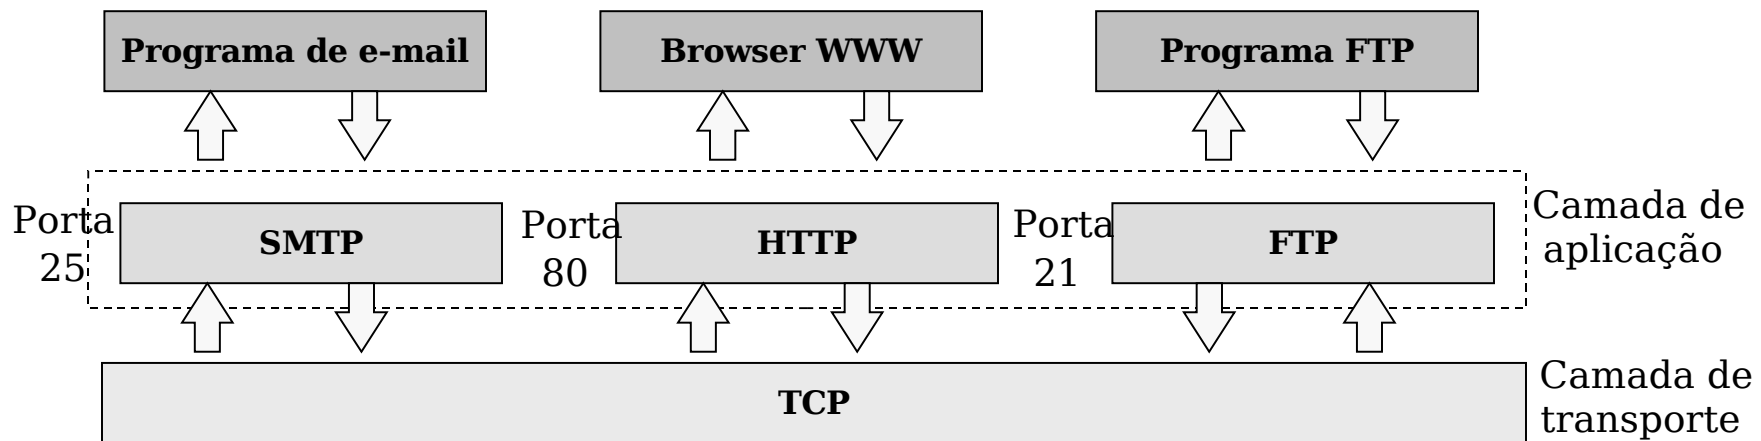 Programa de e-mail
Browser WWW
Programa FTP
Porta
25
SMTP
Porta
80
HTTP
Porta
21
FTP
Camada de
aplicação
TCP
Camada de
transporte